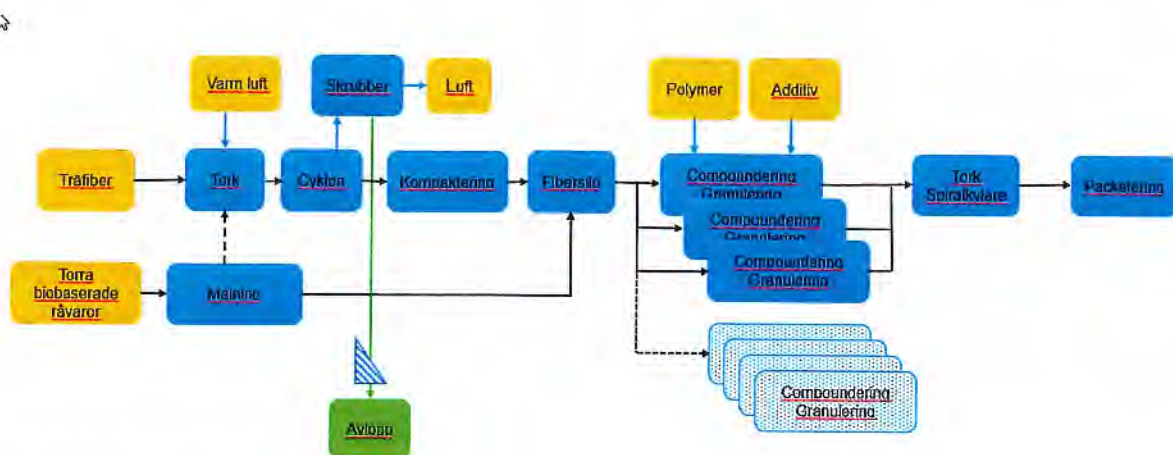 Varm luft
Skrubber
Luft
Polymer
Additiv
Träfiber
Tork
Cyklon
Kompaktering
Fibersilo
Compoundering
Granulering
Compoundering
Granulering
Compoundering
Granulering
Tork
Spiralkylare
Packetering
Torra
biobaserade
råvaror
Malning
Compoundering
Granulering
Avlopp